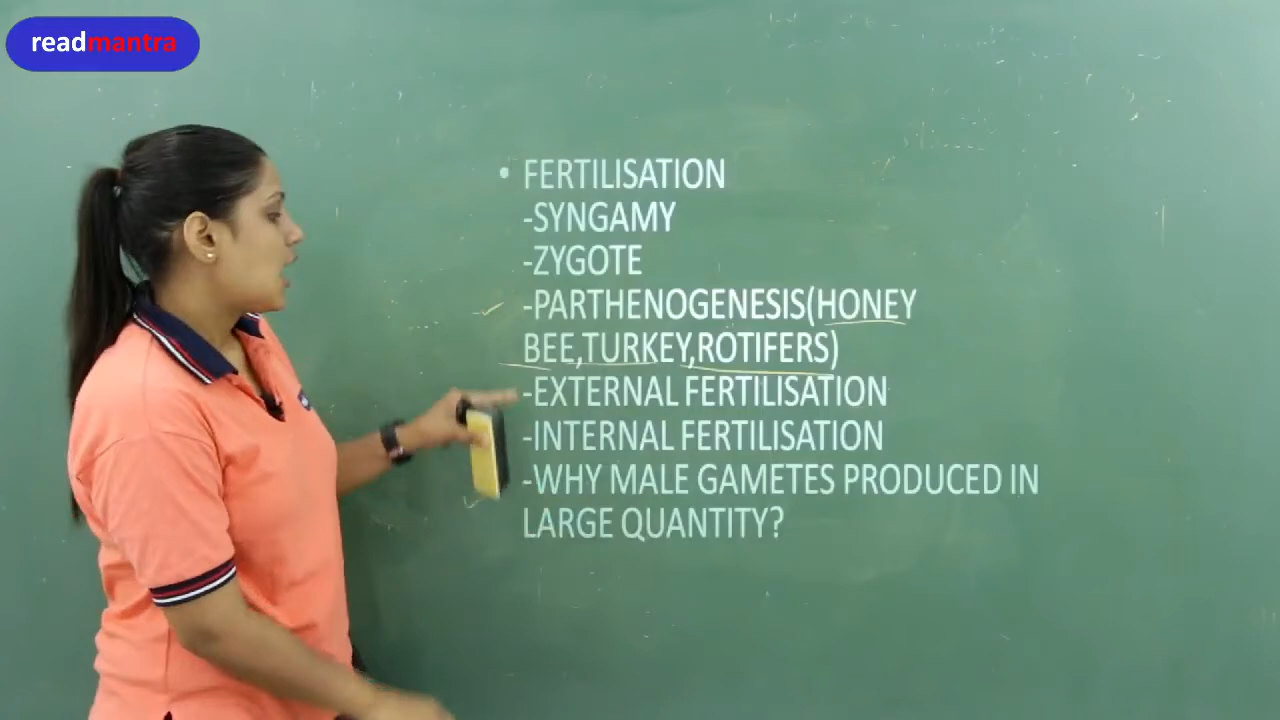 readmantra
• FERTILISATION
-SYNGAMY
-ZYGOTE
-PARTHENOGENESIS(HONEY
BEE,TURKEY,ROTIFERS)
-EXTERNAL FERTILISATION
-INTERNAL FERTILISATION
-WHY MALE GAMETES PRODUCED IN
LARGE QUANTITY?